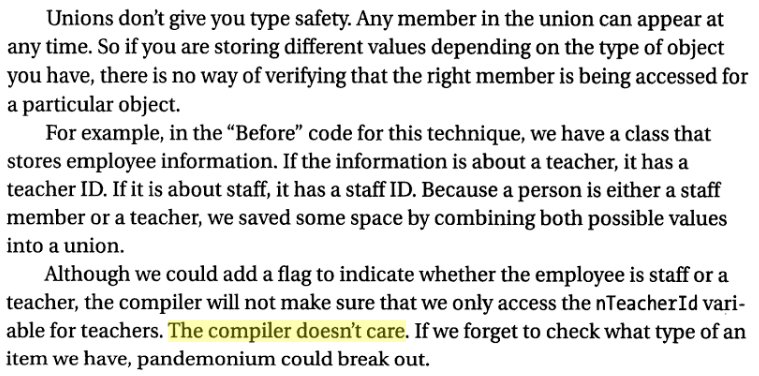 Unions don't give you type safety. Any member in the union can appear at
any time. So if you are storing different values depending on the type of object
you have, there is no way of verifying that the right member is being accessed for
a particular object.
For example, in the “Before” code for this technique, we have a class that
stores employee information. If the information is about a teacher, it has a
teacher ID. If it is about staff, it has a staff ID. Because a person is either a staff
member or a teacher, we saved some space by combining both possible values
into a union.
Although we could add a flag to indicate whether the employee is staff or a
teacher, the compiler will not make sure that we only access the nTeacherId vari-
able for teachers. The compiler doesn't care. If we forget to check what type of an
item we have, pandemonium could break out.